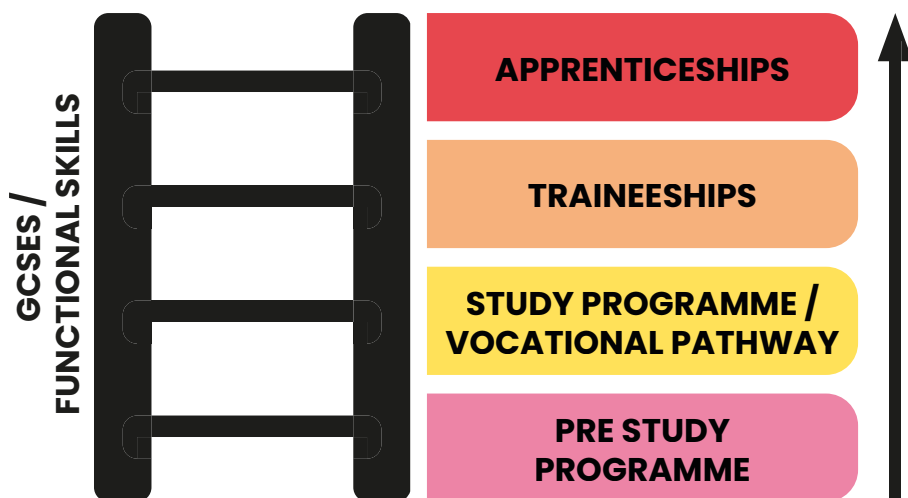 GCSES /
FUNCTIONAL SKILLS
APPRENTICESHIPS
TRAINEESHIPS
STUDY PROGRAMME /
VOCATIONAL PATHWAY
PRE STUDY
PROGRAMME